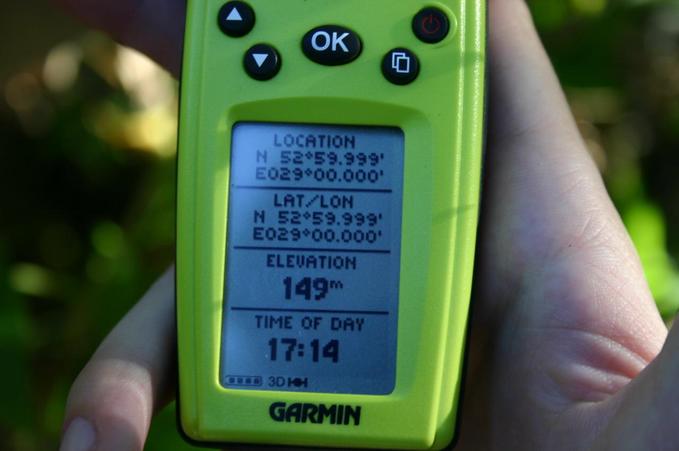 OK
LOCATION
N 52°59.999'
E029°00.000'
LAT/LON
N 52°59.999'
E029°00.000'
ELEVATION
149m
TIME OF DAY
17:14
3D
GARMIN